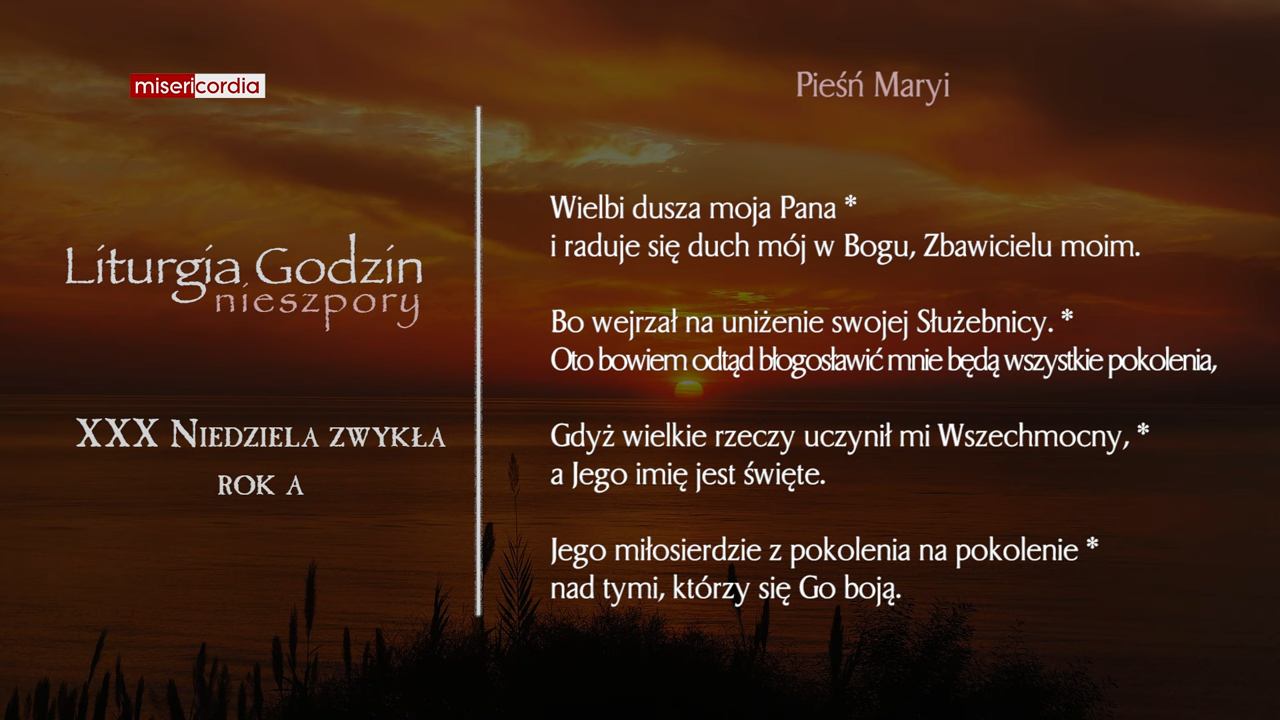 misericordia
Liturgia Godzin
nieszpory
XXX Niedziela zwykła
rok A
Pieśń Maryi
Wielbi dusza moja Pana *
i raduje się duch mój w Bogu, Zbawicielu moim.
Bo wejrzał na uniżenie swojej Służebnicy. *
Oto bowiem odtąd błogosławić mnie będą wszystkie pokolenia,
Gdyż wielkie rzeczy uczynił mi Wszechmocny, *
a Jego imię jest święte.
Jego miłosierdzie z pokolenia na pokolenie *
nad tymi, którzy się Go boją.